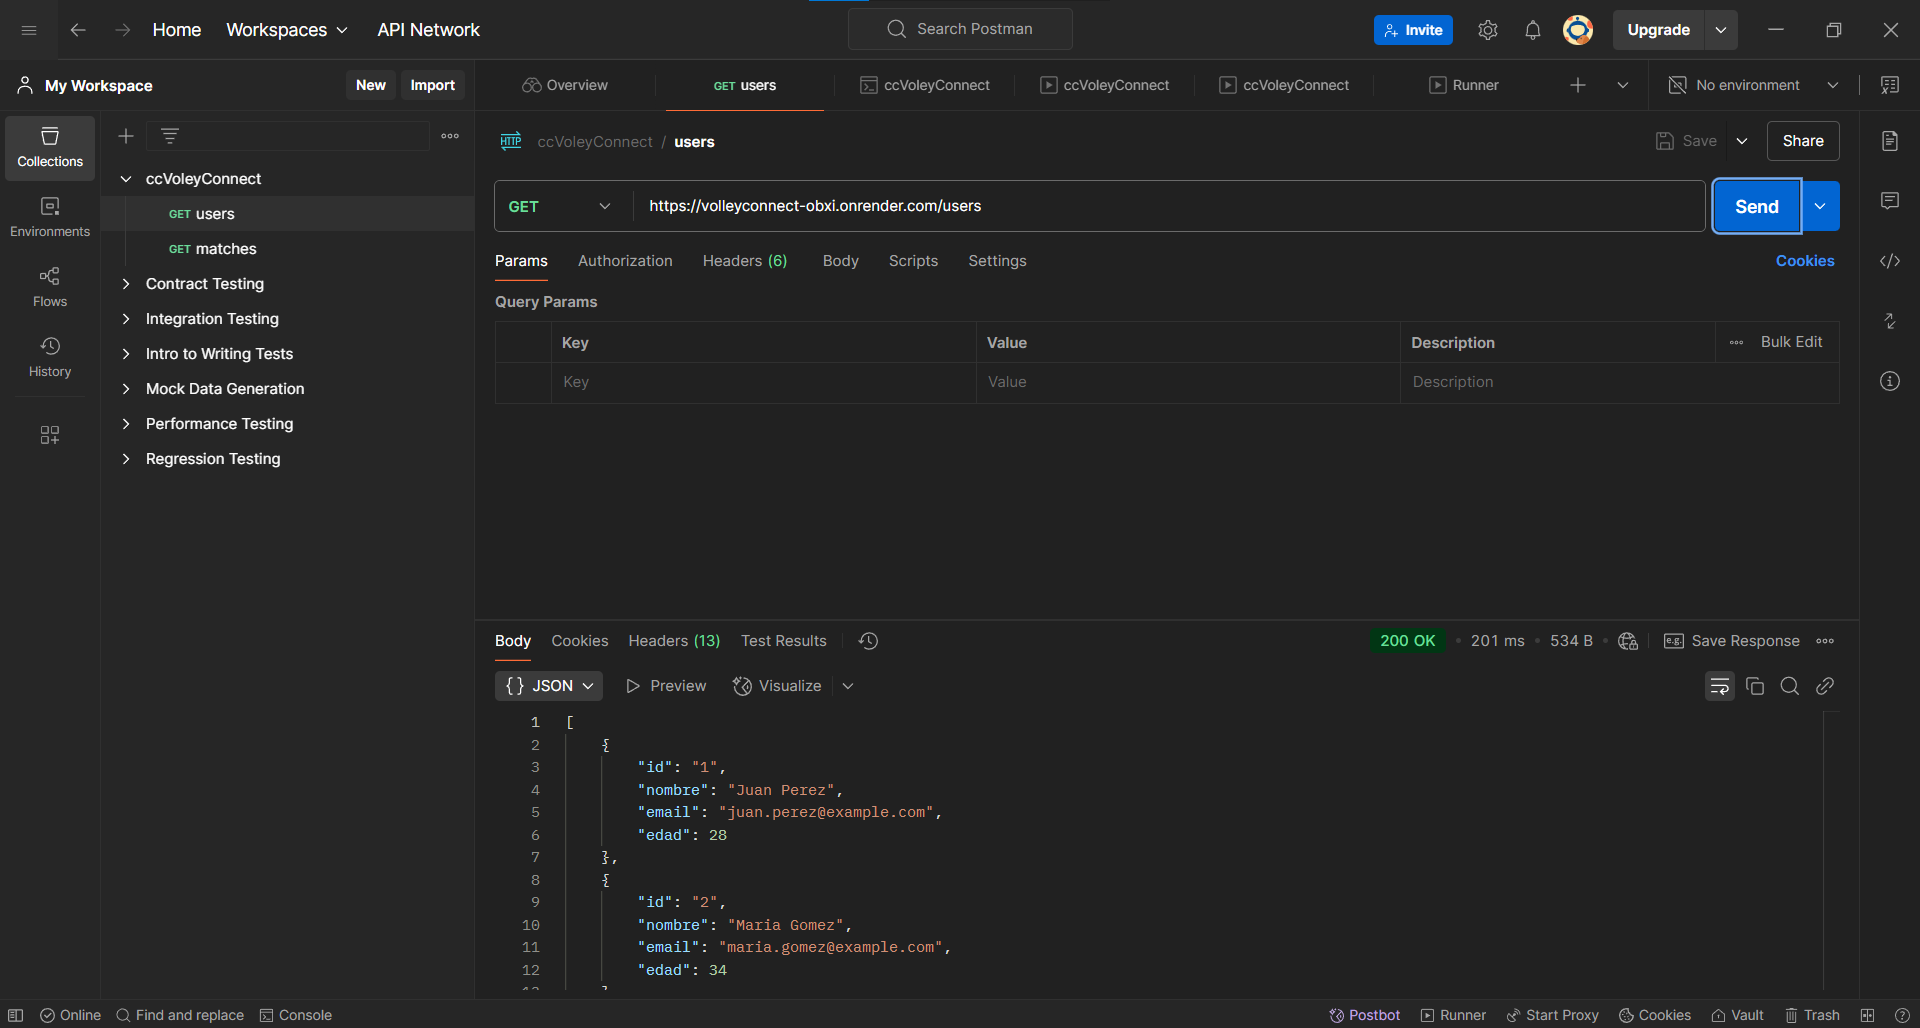 Home Workspaces API Network Search Postman Invite Upgrade
My Workspace New Import Overview GET users ccVoleyConnect ccVoleyConnect ccVoleyConnect Runner No environment
Collections
Environments
Flows
History
ccVoleyConnect
GET users
GET matches
Contract Testing
Integration Testing
Intro to Writing Tests
Mock Data Generation
Performance Testing
Regression Testing
HTTP ccVoleyConnect / users Save Share
GET https://volleyconnect-obxi.onrender.com/users Send
Params Authorization Headers (6) Body Scripts Settings Cookies
Query Params
Key Value Description Bulk Edit
Key Value Description
Body Cookies Headers (13) Test Results 200 OK • 201 ms • 534 B • e.g. Save Response
{} JSON Preview Visualize
1 [
2 {
3 "id": "1",
4 "nombre": "Juan Perez",
5 "email": "juan.perez@example.com",
6 "edad": 28
7 },
8 {
9 "id": "2",
10 "nombre": "Maria Gomez",
11 "email": "maria.gomez@example.com",
12 "edad": 34
Online Find and replace Console Postbot Runner Start Proxy Cookies Vault Trash